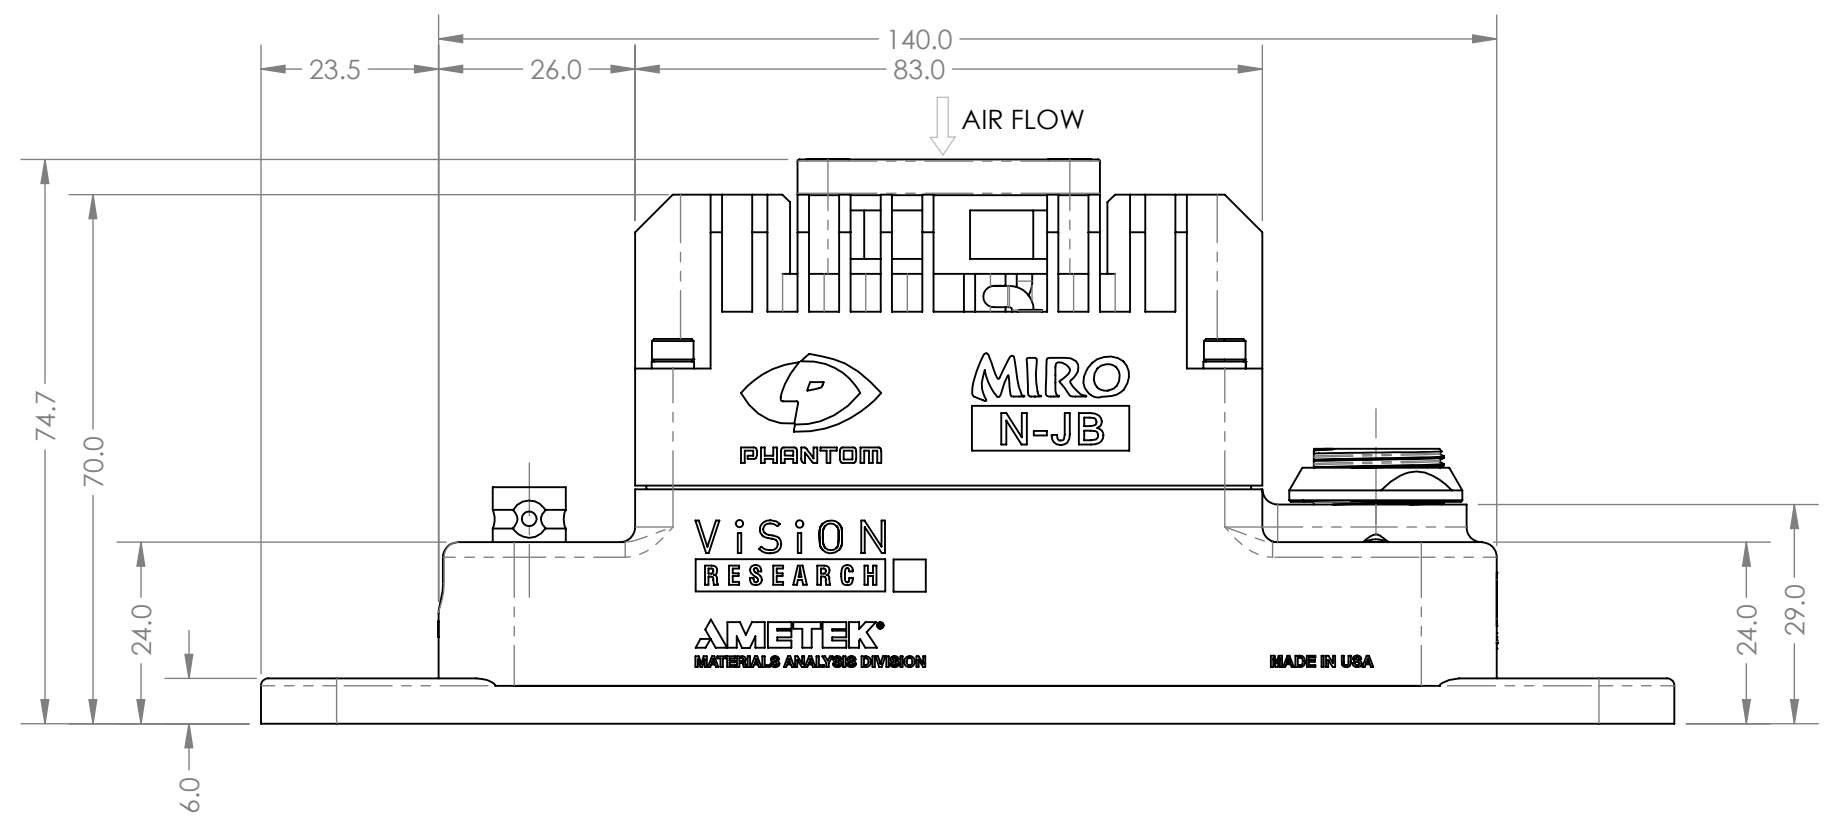 140.0
23.5
26.0
83.0
AIR FLOW
74.7
70.0
24.0
6.0
MIRO
N-JB
PHANTOM
ViSiON
RESEARCH
AMETEK®
MATERIALS ANALYSIS DIVISION
MADE IN USA
24.0
29.0